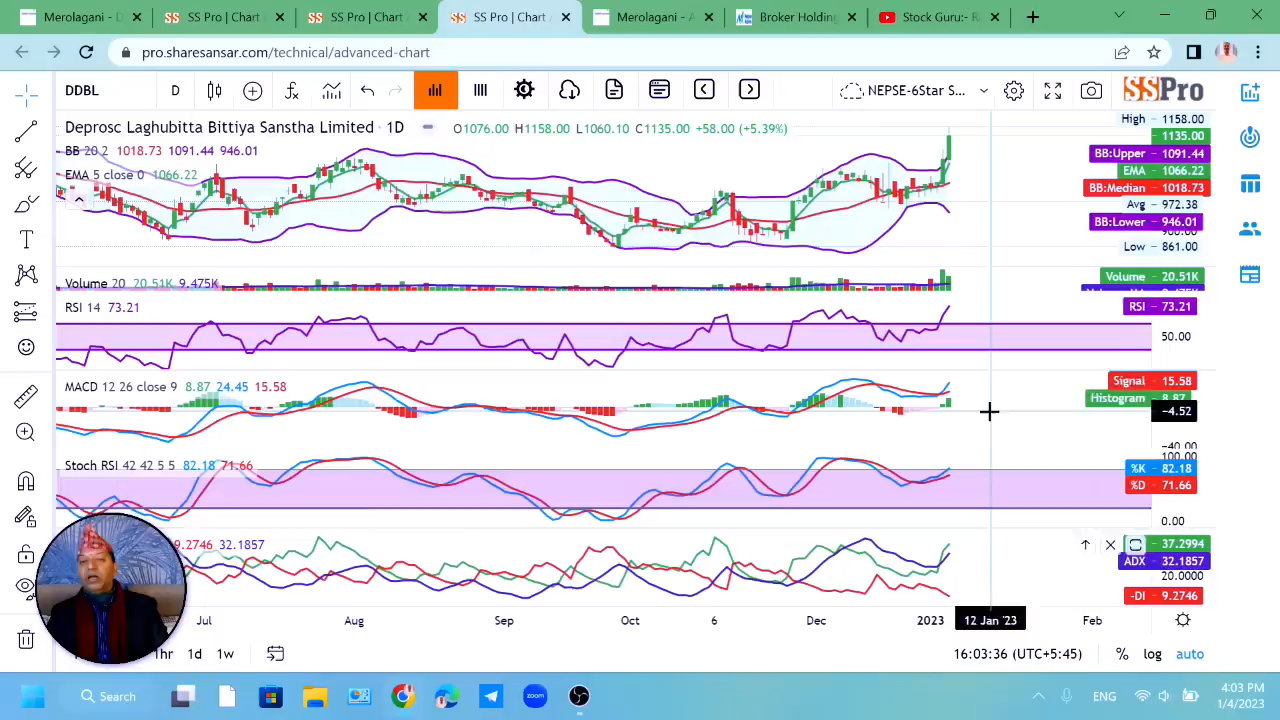 Merolagani - D
SS Pro | Chart
SS Pro | Chart A
SS Pro | Chart A
Merolagani - A
Broker Holding
Stock Guru:- R
pro.sharesansar.com/technical/advanced-chart
DDBL D NEPSE-6Star S... SSPro
Deprosc Laghubitta Bittiya Sanstha Limited · 1D O1076.00 H1158.00 L1060.10 C1135.00 +58.00 (+5.39%)
High 1158.00
1135.00
BB 20 2 1018.73 1091.44 946.01
BB:Upper 1091.44
EMA 5 close 0 1066.22
EMA 1066.22
BB:Median 1018.73
Avg 972.38
BB:Lower 946.01
Low 861.00
Volume 20 20.51K 9.475K
Volume 20.51K
RSI 14 73.21
RSI 73.21
50.00
MACD 12 26 close 9 8.87 24.45 15.58
Signal 15.58
Histogram 8.87
−4.52
−40.00
100.00
Stoch RSI 42 42 5 5 82.18 71.66
%K 82.18
%D 71.66
0.00
9.2746 32.1857
37.2994
ADX 32.1857
20.0000
-DI 9.2746
Jul Aug Sep Oct 6 Dec 2023 12 Jan '23 Feb
1hr 1d 1w 16:03:36 (UTC+5:45) % log auto
Search zoom ENG
4:03 PM
1/4/2023